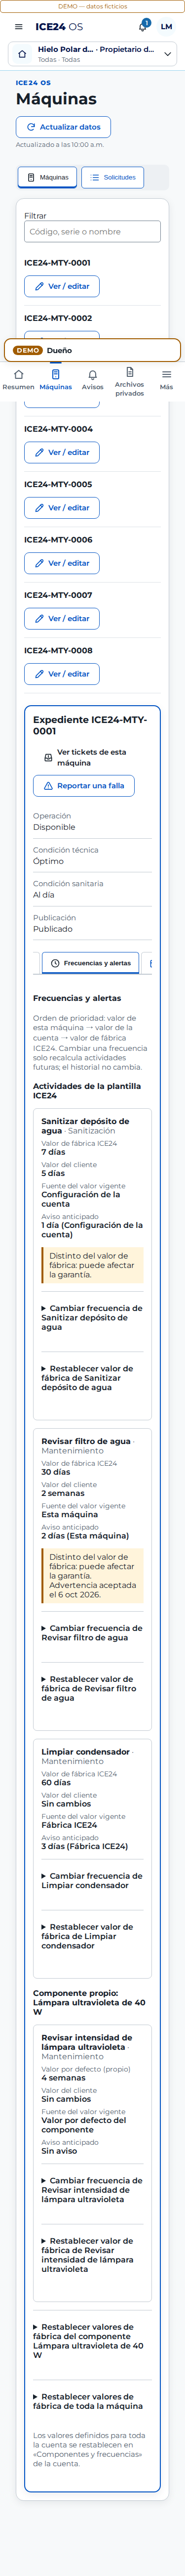 DEMO — datos ficticios
ICE24 OS
1
LM
Hielo Polar d... · Propietario d...
Todas · Todas
ICE24 OS
Máquinas
Actualizar datos
Actualizado a las 10:00 a.m.
Máquinas
Solicitudes
Filtrar
Código, serie o nombre
ICE24-MTY-0001
Ver / editar
ICE24-MTY-0002
DEMO Dueño
Resumen
Máquinas
Avisos
Archivos privados
Más
ICE24-MTY-0004
Ver / editar
ICE24-MTY-0005
Ver / editar
ICE24-MTY-0006
Ver / editar
ICE24-MTY-0007
Ver / editar
ICE24-MTY-0008
Ver / editar
Expediente ICE24-MTY-
0001
Ver tickets de esta
máquina
Reportar una falla
Operación
Disponible
Condición técnica
Óptimo
Condición sanitaria
Al día
Publicación
Publicado
Frecuencias y alertas
Frecuencias y alertas
Orden de prioridad: valor de
esta máquina → valor de la
cuenta → valor de fábrica
ICE24. Cambiar una frecuencia
solo recalcula actividades
futuras; el historial no cambia.
Actividades de la plantilla
ICE24
Sanitizar depósito de
agua · Sanitización
Valor de fábrica ICE24
7 días
Valor del cliente
5 días
Fuente del valor vigente
Configuración de la
cuenta
Aviso anticipado
1 día (Configuración de la
cuenta)
Distinto del valor de
fábrica: puede afectar
la garantía.
Cambiar frecuencia de
Sanitizar depósito de
agua
Restablecer valor de
fábrica de Sanitizar
depósito de agua
Revisar filtro de agua ·
Mantenimiento
Valor de fábrica ICE24
30 días
Valor del cliente
2 semanas
Fuente del valor vigente
Esta máquina
Aviso anticipado
2 días (Esta máquina)
Distinto del valor de
fábrica: puede afectar
la garantía.
Advertencia aceptada
el 6 oct 2026.
Cambiar frecuencia de
Revisar filtro de agua
Restablecer valor de
fábrica de Revisar filtro
de agua
Limpiar condensador ·
Mantenimiento
Valor de fábrica ICE24
60 días
Valor del cliente
Sin cambios
Fuente del valor vigente
Fábrica ICE24
Aviso anticipado
3 días (Fábrica ICE24)
Cambiar frecuencia de
Limpiar condensador
Restablecer valor de
fábrica de Limpiar
condensador
Componente propio:
Lámpara ultravioleta de 40
W
Revisar intensidad de
lámpara ultravioleta ·
Mantenimiento
Valor por defecto (propio)
4 semanas
Valor del cliente
Sin cambios
Fuente del valor vigente
Valor por defecto del
componente
Aviso anticipado
Sin aviso
Cambiar frecuencia de
Revisar intensidad de
lámpara ultravioleta
Restablecer valor de
fábrica de Revisar
intensidad de lámpara
ultravioleta
Restablecer valores de
fábrica del componente
Lámpara ultravioleta de 40
W
Restablecer valores de
fábrica de toda la máquina
Los valores definidos para toda
la cuenta se restablecen en
«Componentes y frecuencias»
de la cuenta.